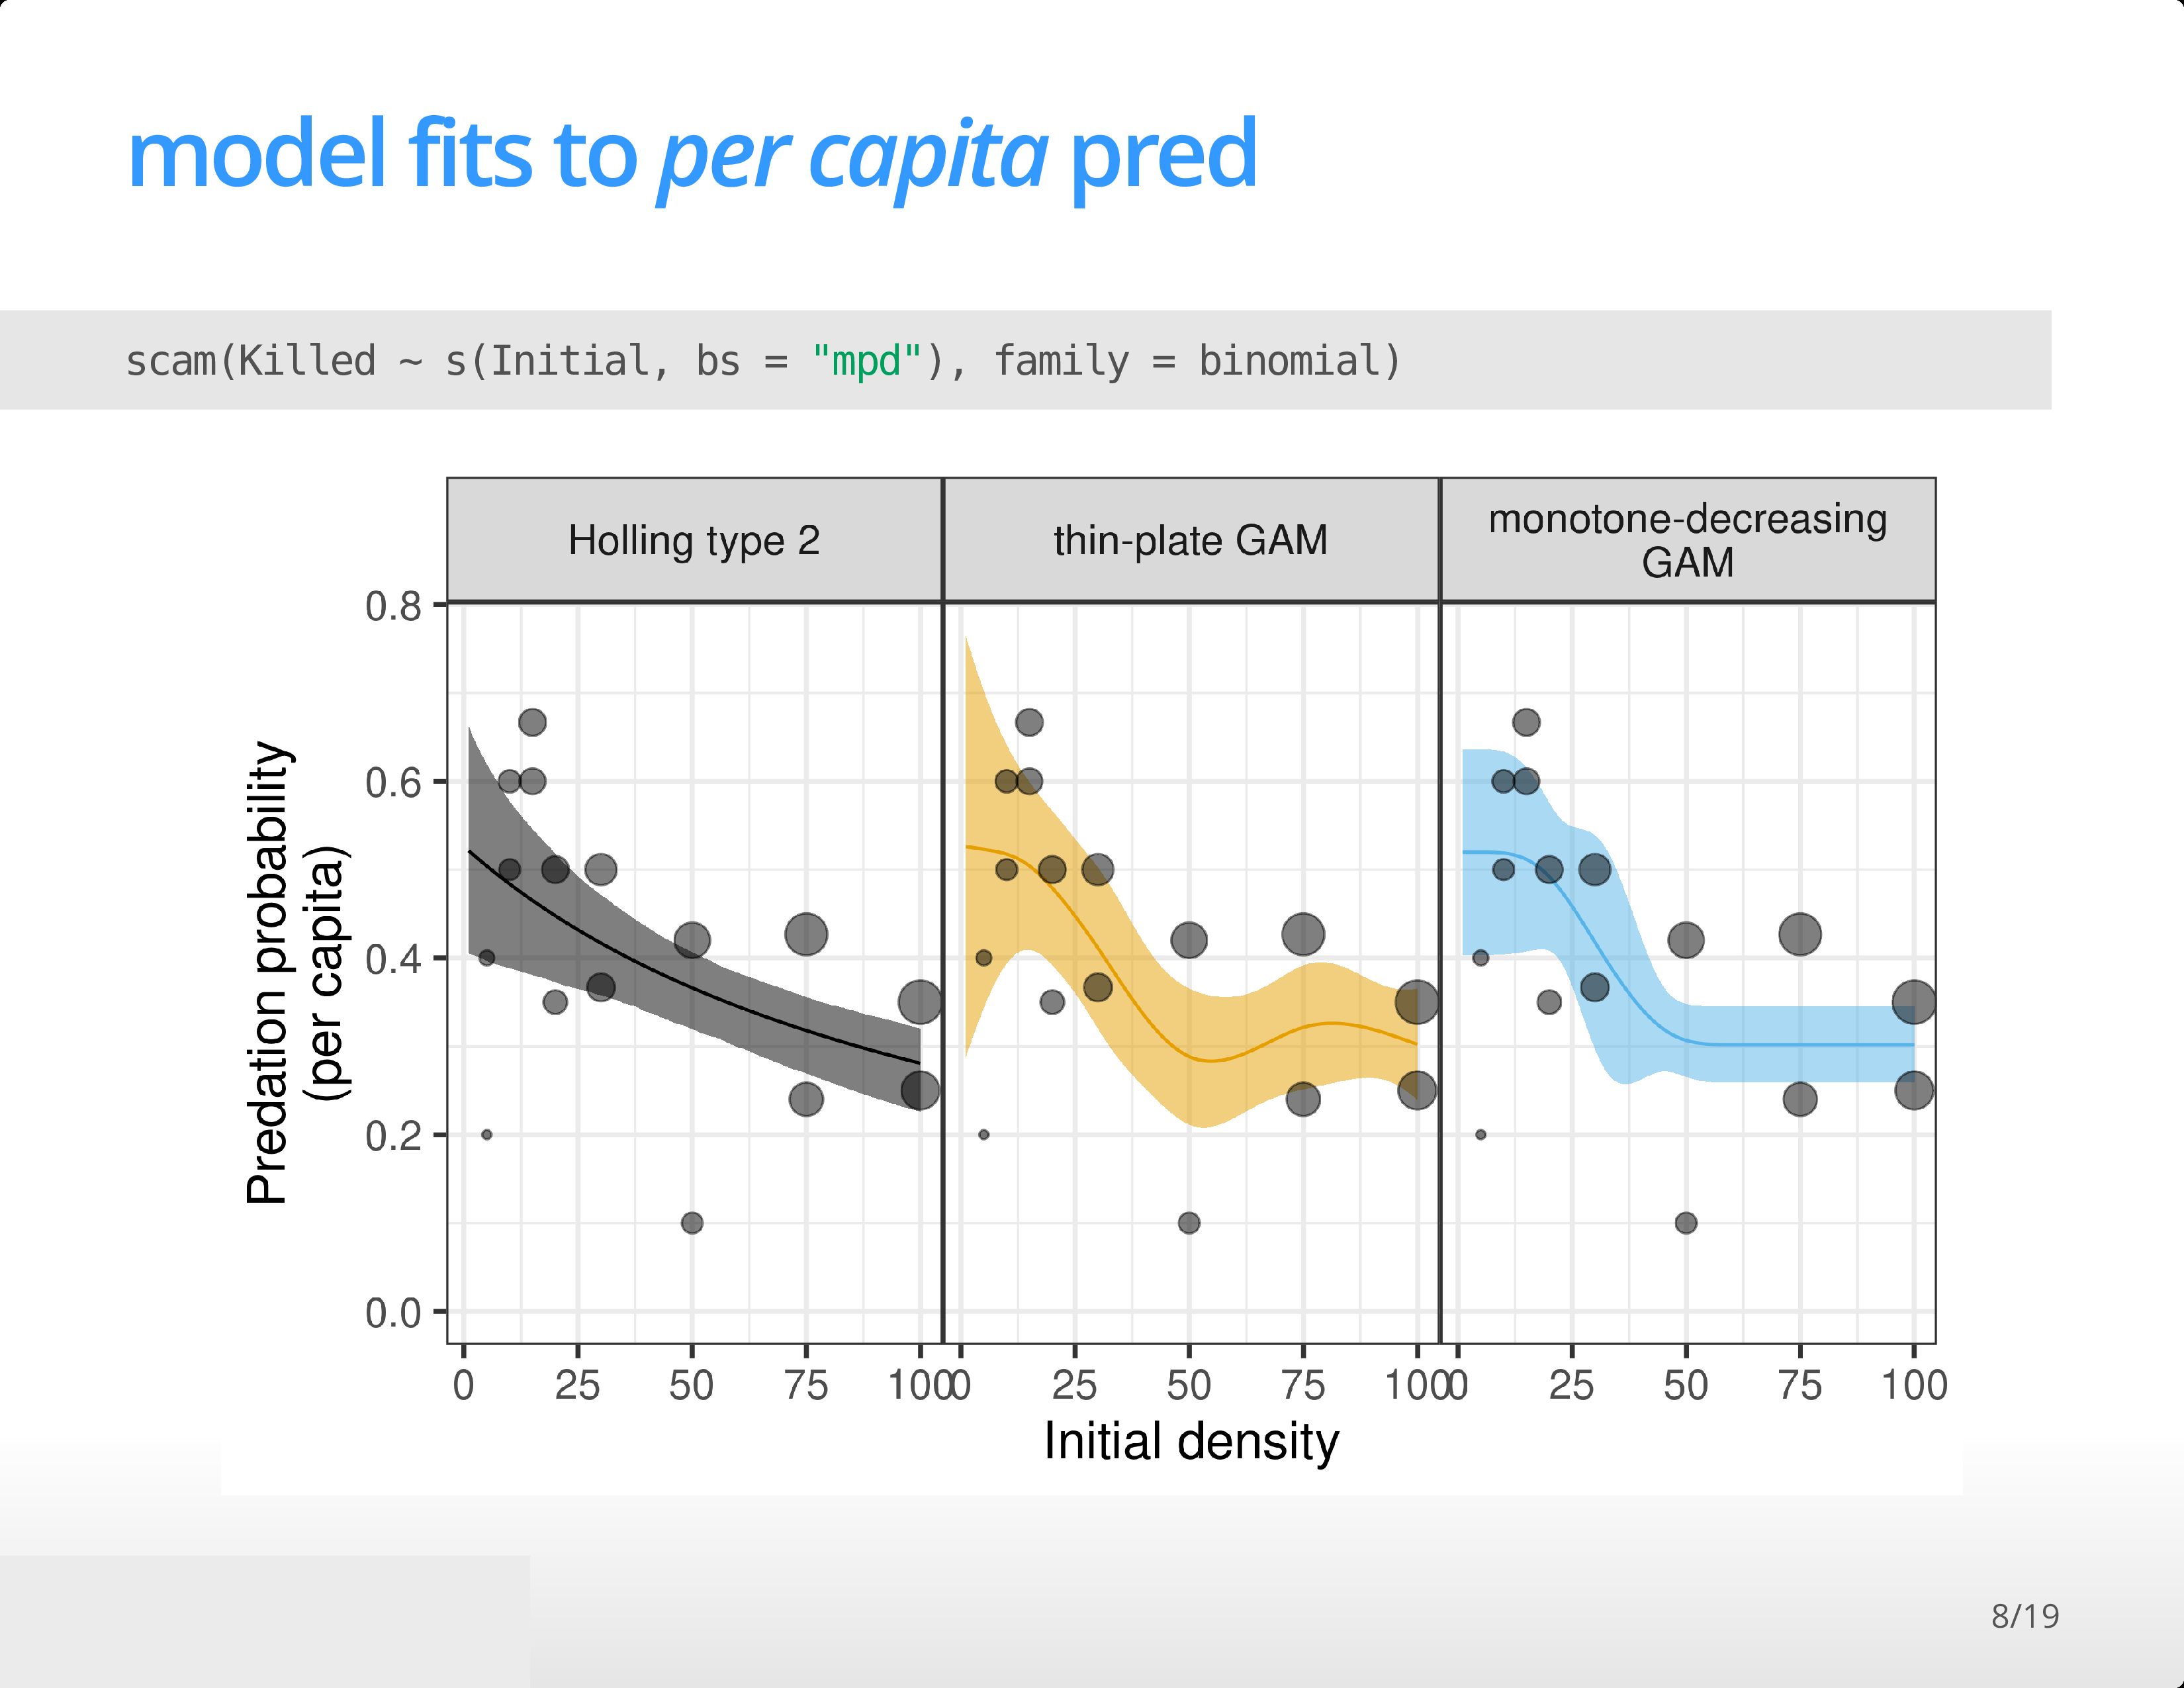 model fits to per capita pred
scam(Killed ~ s(Initial, bs = "mpd"), family = binomial)
Holling type 2
thin-plate GAM
monotone-decreasing
GAM
Predation probability
(per capita)
0.8
0.6
0.4
0.2
0.0
0 25 50 75 100 0 25 50 75 100 0 25 50 75 100
Initial density
8/19